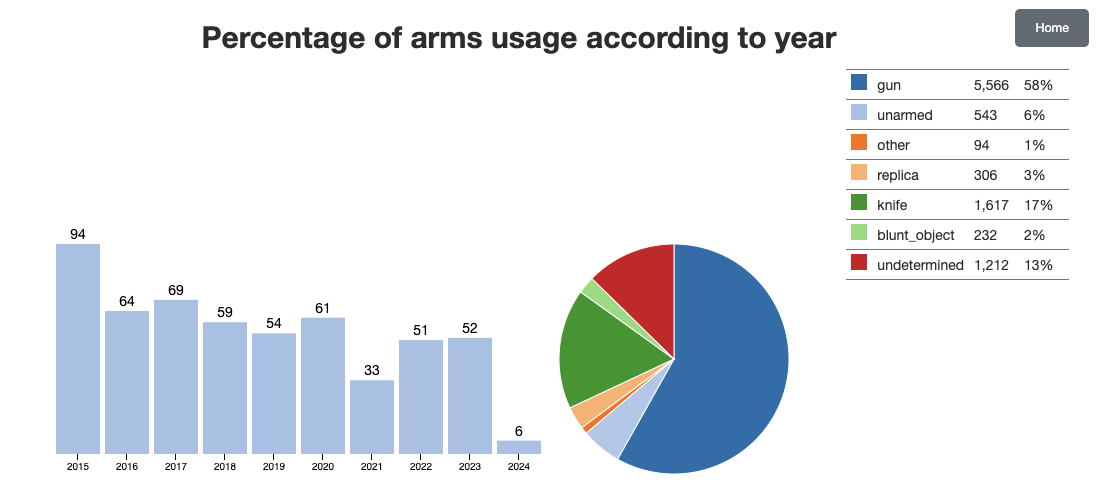 Percentage of arms usage according to year
Home
gun 5,566 58%
unarmed 543 6%
other 94 1%
replica 306 3%
knife 1,617 17%
blunt_object 232 2%
undetermined 1,212 13%
94
64
69
59
54
61
33
51
52
6
2015 2016 2017 2018 2019 2020 2021 2022 2023 2024